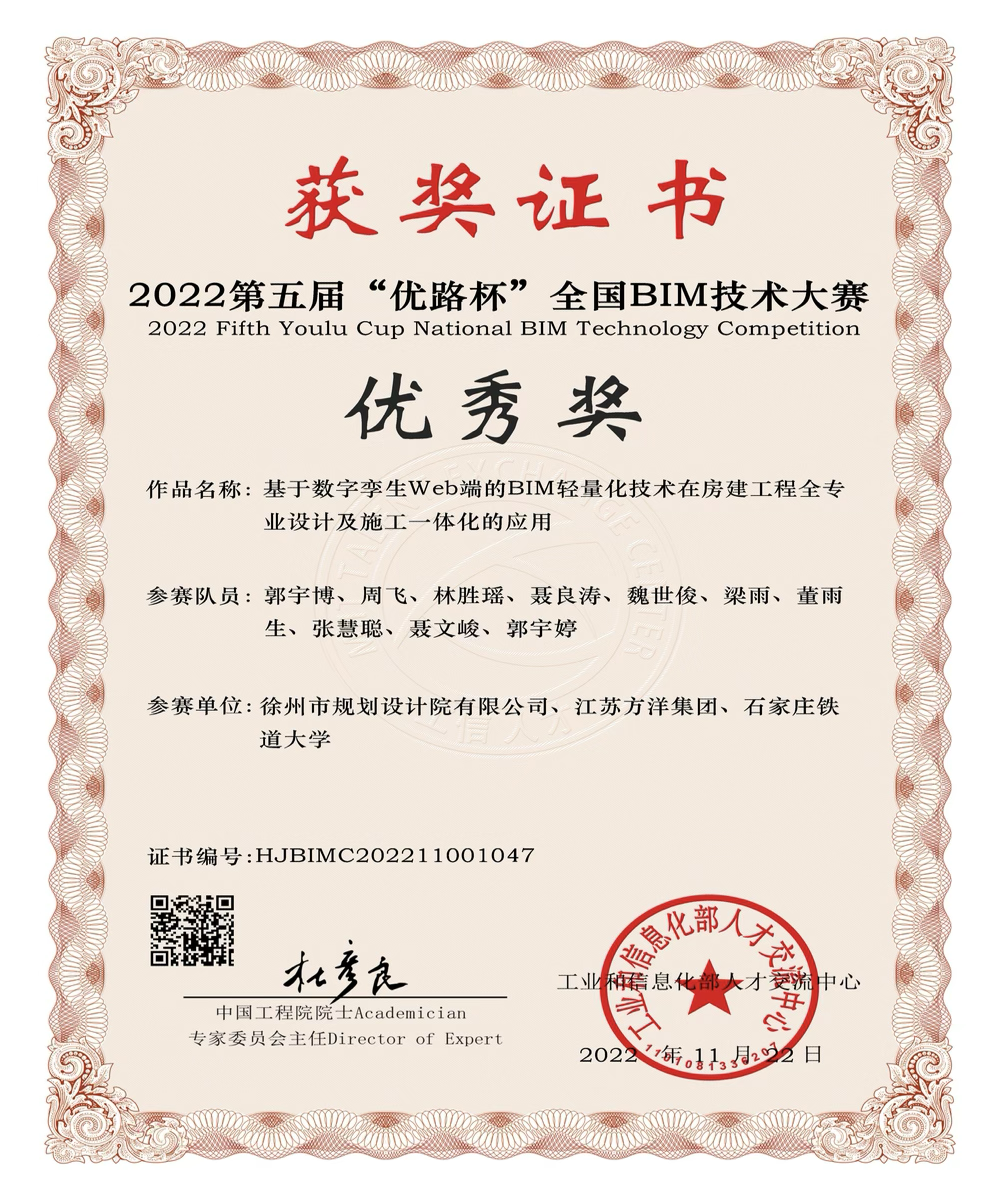 获奖证书
2022第五届“优路杯”全国BIM技术大赛
2022 Fifth Youlu Cup National BIM Technology Competition
优秀奖
作品名称：基于数字孪生Web端的BIM轻量化技术在房建工程全专
业设计及施工一体化的应用
参赛队员：郭宇博、周飞、林胜瑶、聂良涛、魏世俊、梁雨、董雨
生、张慧聪、聂文峻、郭宇婷
参赛单位：徐州市规划设计院有限公司、江苏方洋集团、石家庄铁
道大学
证书编号：HJBIMC202211001047
杜彦良
中国工程院院士Academician
专家委员会主任Director of Expert
工业和信息化部人才交流中心
工业和信息化部人才交流中心
2022 年 11 月 22 日
1101081336207
EXCHANGE CENTER
工信人才